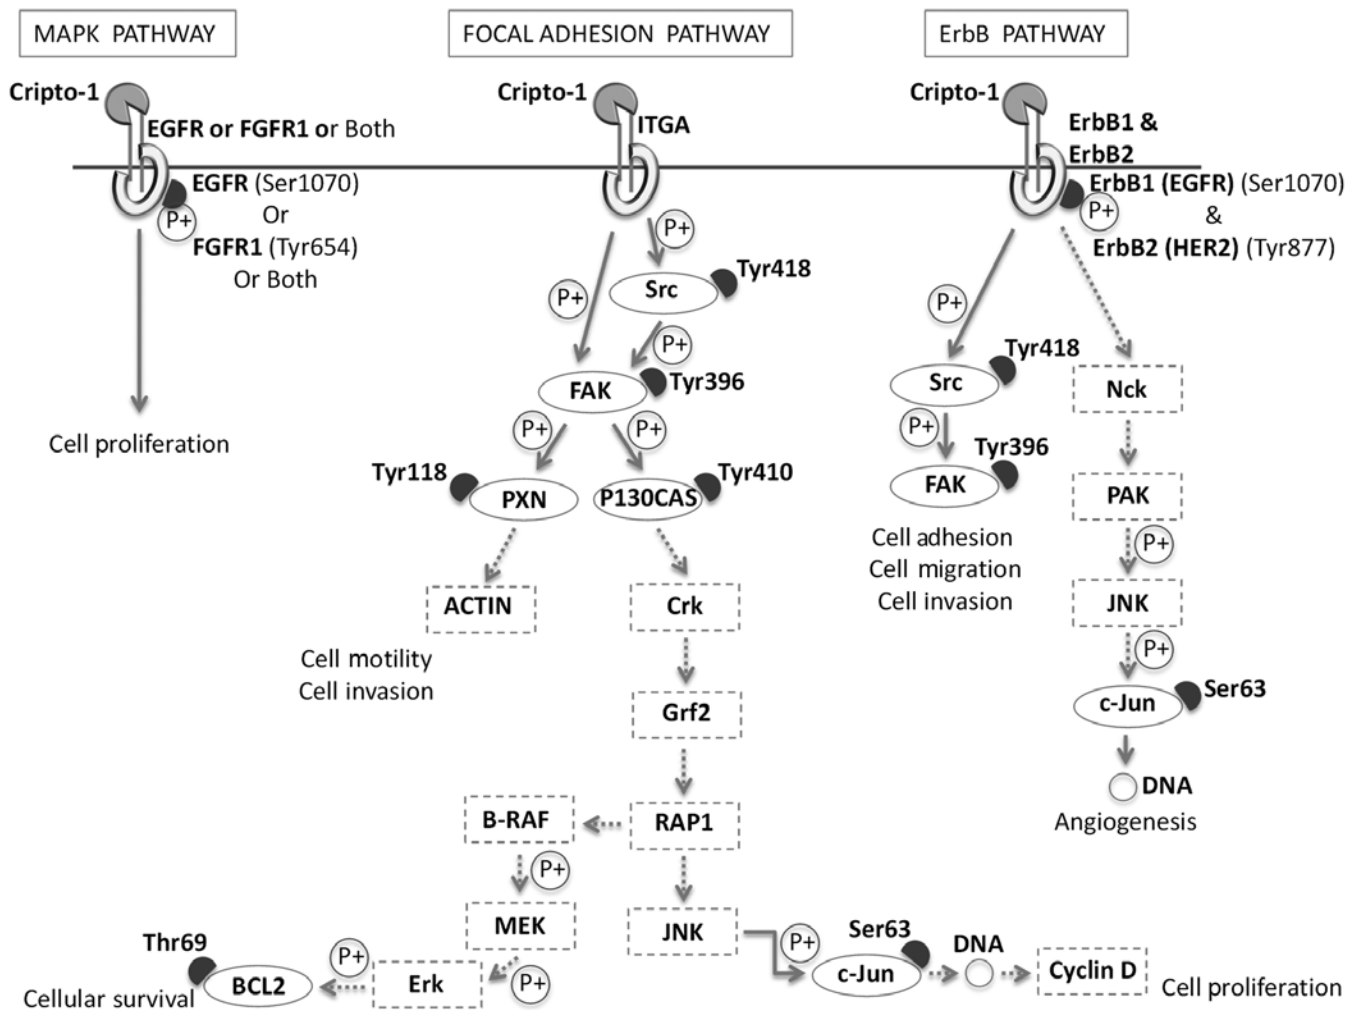 MAPK PATHWAY
Cripto-1
EGFR or FGFR1 or Both
EGFR (Ser1070)
Or
P+
FGFR1 (Tyr654)
Or Both
Cell proliferation
FOCAL ADHESION PATHWAY
Cripto-1
ITGA
P+
Tyr418
Src
P+
P+
FAK
Tyr396
P+
P+
Tyr118
PXN
P130CAS
Tyr410
ACTIN
Crk
Cell motility
Cell invasion
Grf2
B-RAF
RAP1
P+
MEK
JNK
P+
Thr69
P+
BCL2
Erk
P+
Cellular survival
Ser63
c-Jun
DNA
Cyclin D
Cell proliferation
ErbB PATHWAY
Cripto-1
ErbB1 &
ErbB2
ErbB1 (EGFR) (Ser1070)
P+
&
ErbB2 (HER2) (Tyr877)
P+
Tyr418
Src
Nck
P+
Tyr396
FAK
PAK
Cell adhesion
Cell migration
Cell invasion
P+
JNK
P+
Ser63
c-Jun
DNA
Angiogenesis